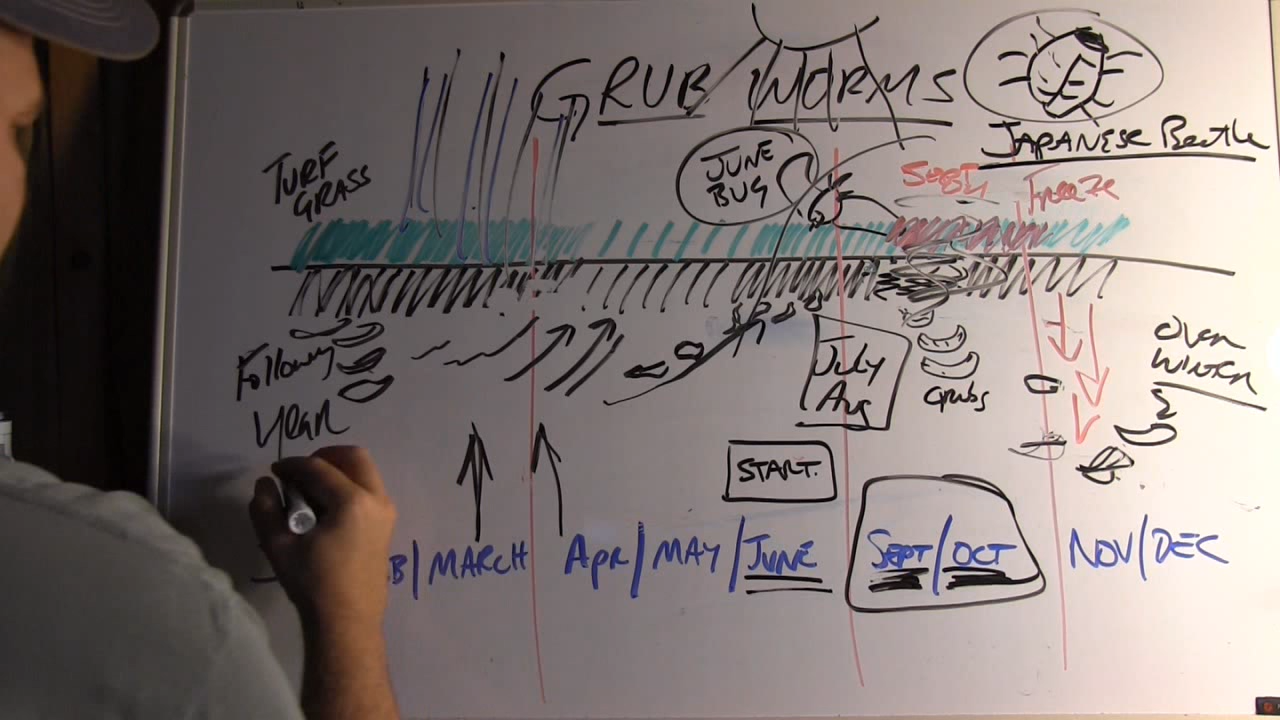 GRUB WORMS
JAPANESE Beetle
TURF
GRASS
JUNE
BUG
Freeze
Following
YEAR
July
Aug
Grubs
OVER
WINTER
START.
B/MARCH
Apr/MAY/JUNE
SEPT/OCT
NOV/DEC